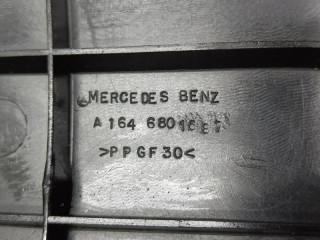 MERCEDES BENZ
A 164 680
>PPGF30<